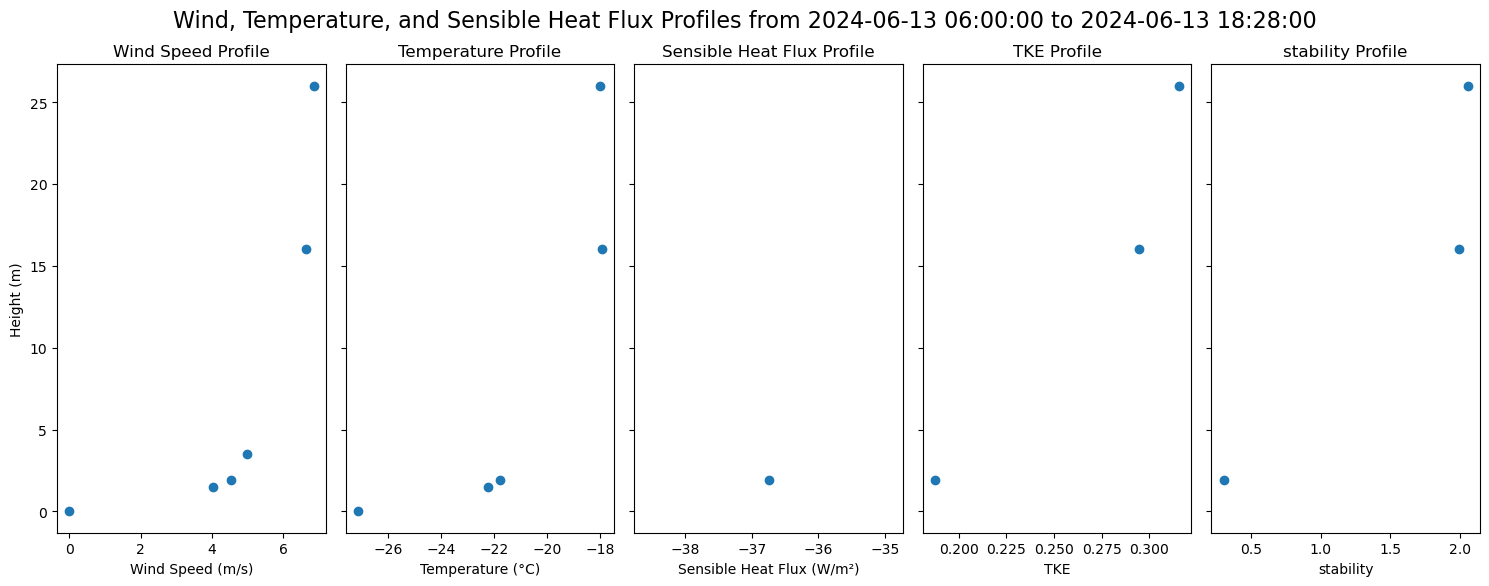 Wind, Temperature, and Sensible Heat Flux Profiles from 2024-06-13 06:00:00 to 2024-06-13 18:28:00
Wind Speed Profile
Temperature Profile
Sensible Heat Flux Profile
TKE Profile
stability Profile
25
20
15
10
5
0
Height (m)
0 2 4 6
−26 −24 −22 −20 −18
−38 −37 −36 −35
0.200 0.225 0.250 0.275 0.300
0.5 1.0 1.5 2.0
Wind Speed (m/s)
Temperature (°C)
Sensible Heat Flux (W/m²)
TKE
stability